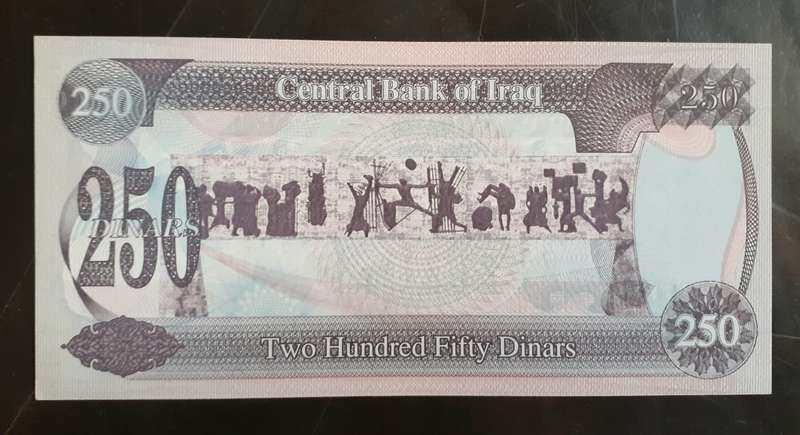 250
Central Bank of Iraq
250
250
DINARS
Two Hundred Fifty Dinars
250